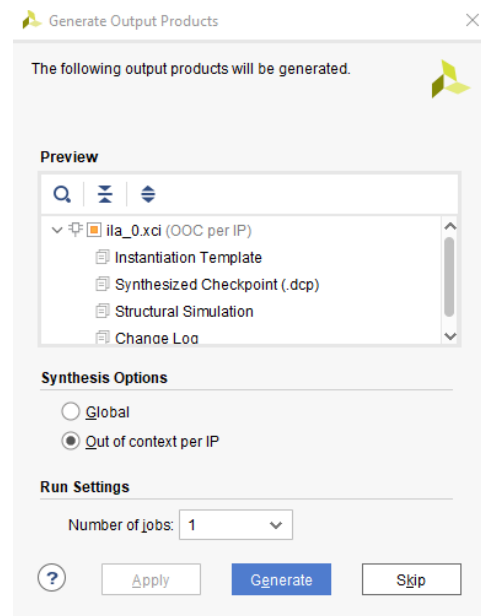 Generate Output Products
The following output products will be generated.
Preview
ila_0.xci (OOC per IP)
Instantiation Template
Synthesized Checkpoint (.dcp)
Structural Simulation
Change Log
Synthesis Options
Global
Out of context per IP
Run Settings
Number of jobs: 1
? Apply Generate Skip